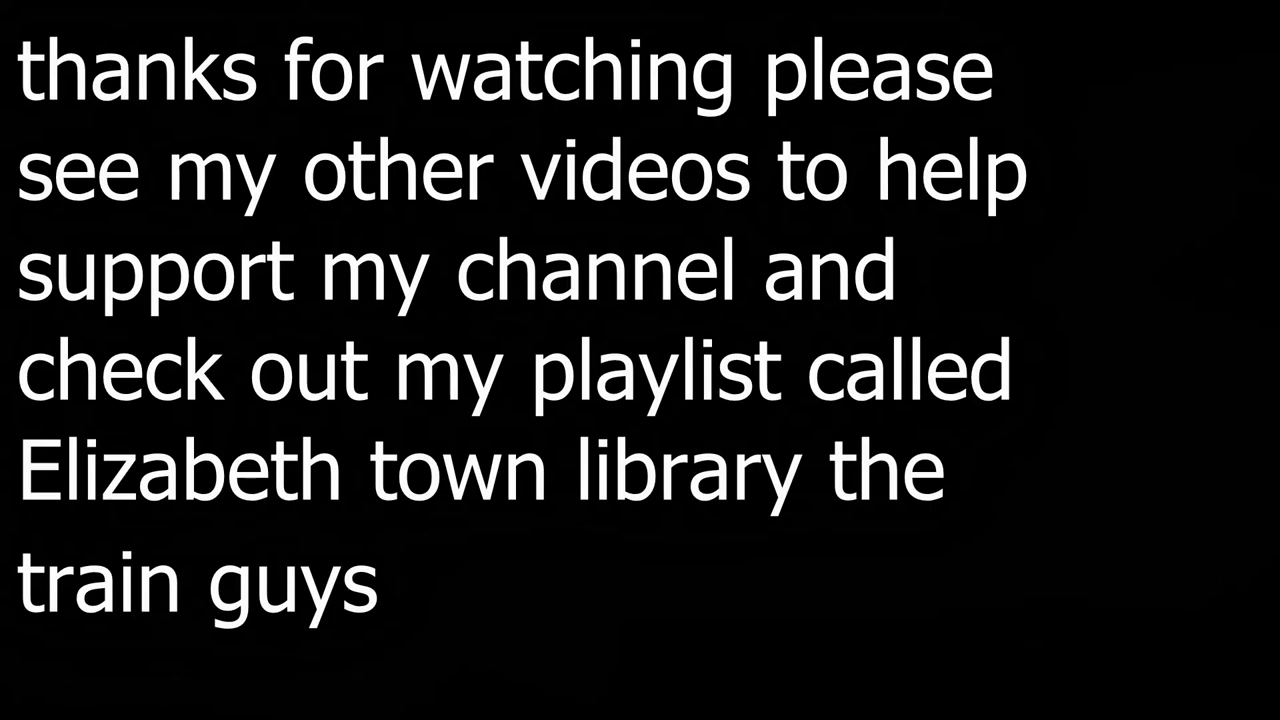 thanks for watching please
see my other videos to help
support my channel and
check out my playlist called
Elizabeth town library the
train guys